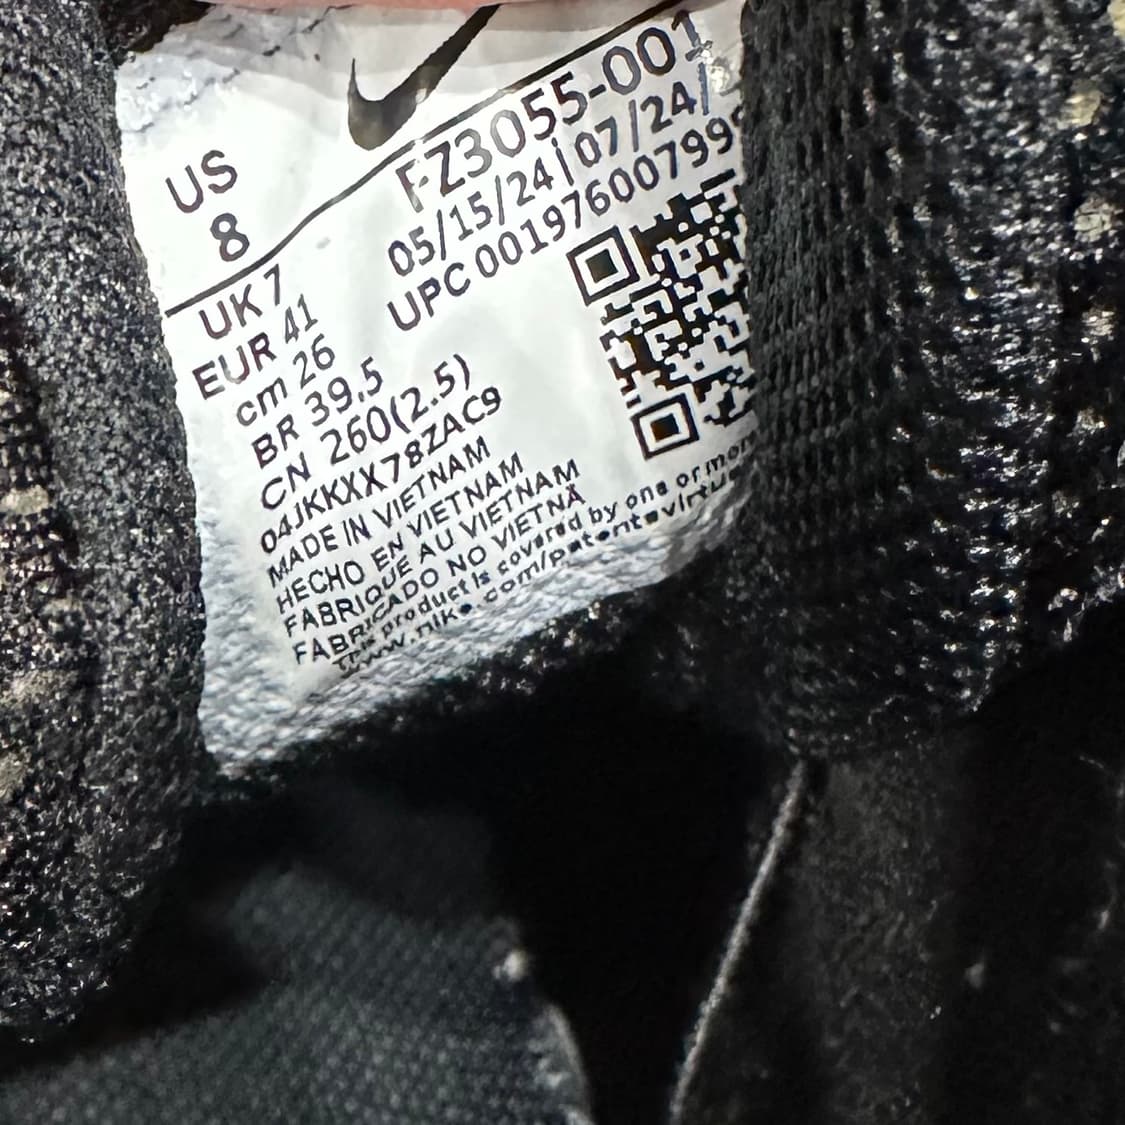 US
8
FZ3055-001
05/15/24 | 07/24/
UPC 0019760079
UK 7
EUR 41
cm 26
BR 39.5
CN 260(2.5)
04JKKXX78ZAC9
MADE IN VIETNAM
HECHO EN VIETNAM
FABRIQUÉ AU VIETNAM
FABRICADO NO VIETNÃ
This product is covered by one or more
www.nike.com/patentavirtua